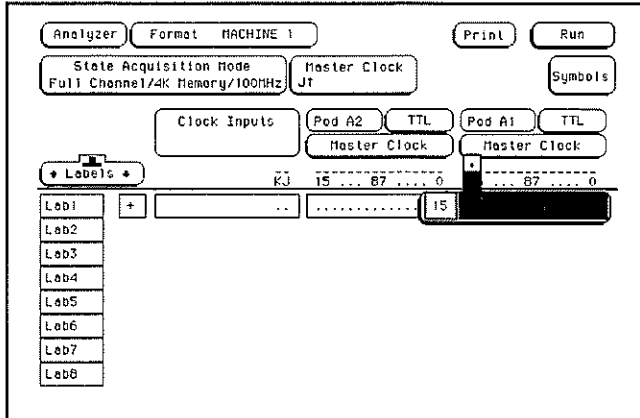 Analyzer Format MACHINE 1 Print Run
State Acquisition Mode
Full Channel/4K Memory/100MHz
Master Clock
J↑
Symbols
Clock Inputs Pod A2 TTL Pod A1 TTL
Master Clock Master Clock
Labels KJ 15 ... 87 .... 0 ... 87 .... 0
Lab1 + .. ............. 15
Lab2
Lab3
Lab4
Lab5
Lab6
Lab7
Lab8